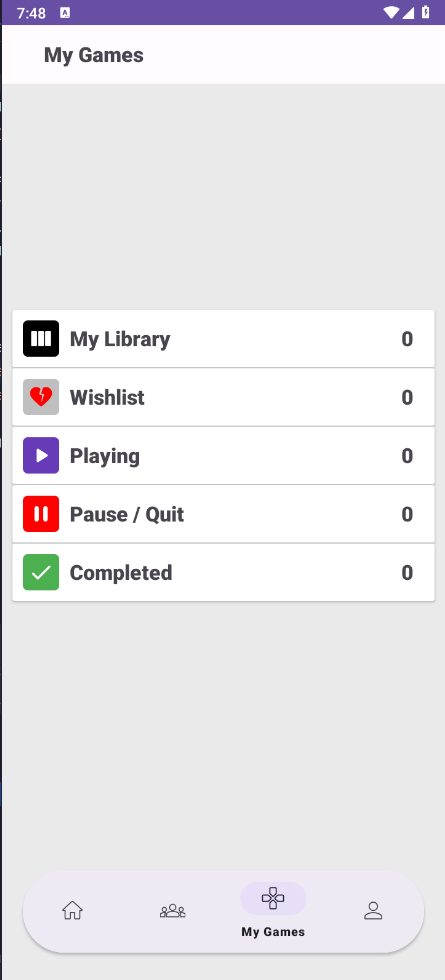 7:48
A
My Games
My Library 0
Wishlist 0
Playing 0
Pause / Quit 0
Completed 0
My Games